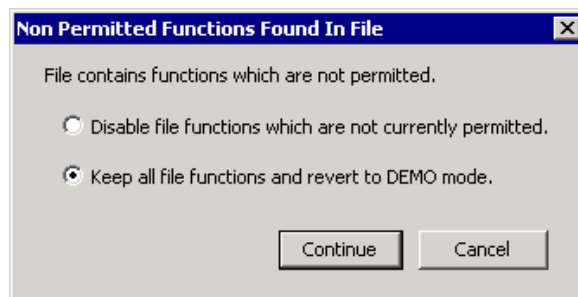 Non Permitted Functions Found In File
File contains functions which are not permitted.
Disable file functions which are not currently permitted.
Keep all file functions and revert to DEMO mode.
Continue Cancel